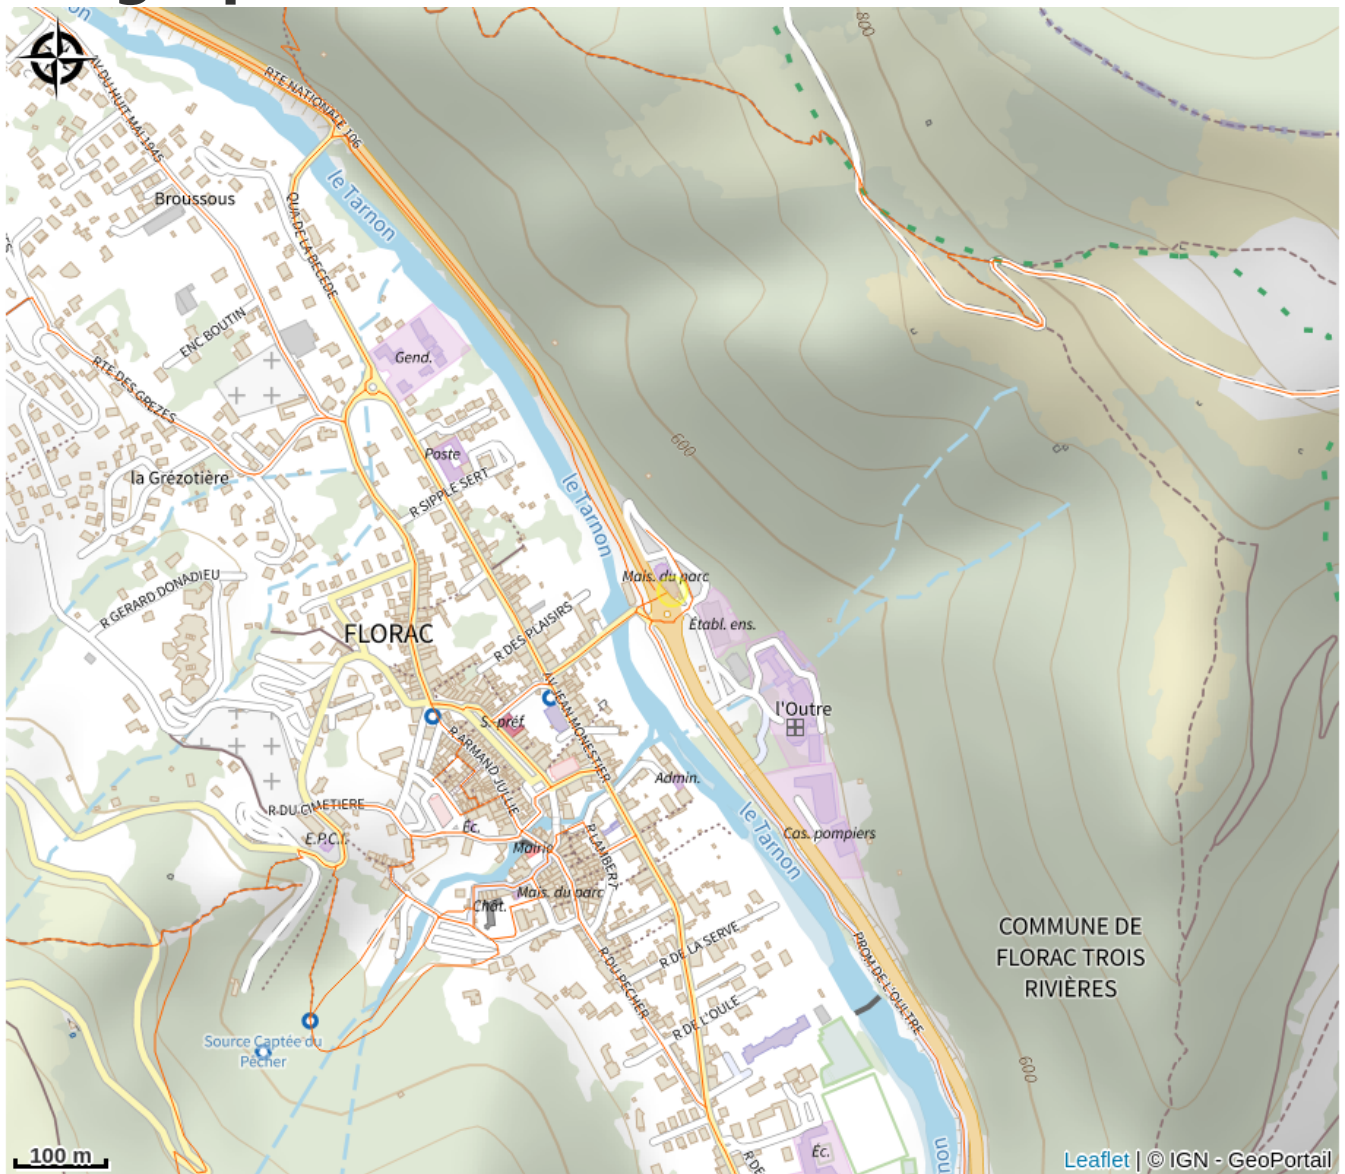 800
AV DU HUIT MAI 1945
RTE NATIONALE 106
le Tarnon
Broussous
QUA DE LA BECEDE
ENC BOUTIN
Gend.
RTE DES GREZES
600
Poste
la Grézotière
R SIPPLE SERT
le Tarnon
R GERARD DONADIEU
Mais. du parc
FLORAC
R DES PLAISIRS
Établ. ens.
AV JEAN MONESTIER
l'Outre
S.-préf.
R ARMAND JULLIE
Admin.
R DU CIMETIERE
le Tarnon
E.P.C.I.
Éc.
Cas. pompiers
Mairie
R LAMBERT
Mais. du parc
Chât.
COMMUNE DE
FLORAC TROIS
RIVIÈRES
R DE LA SERVE
PROM DE L'OULTRE
R DU PECHER
R DE L'OULE
Source Captée du
Pêcher
600
Éc.
R DE
100 m
Leaflet | © IGN - GeoPortail